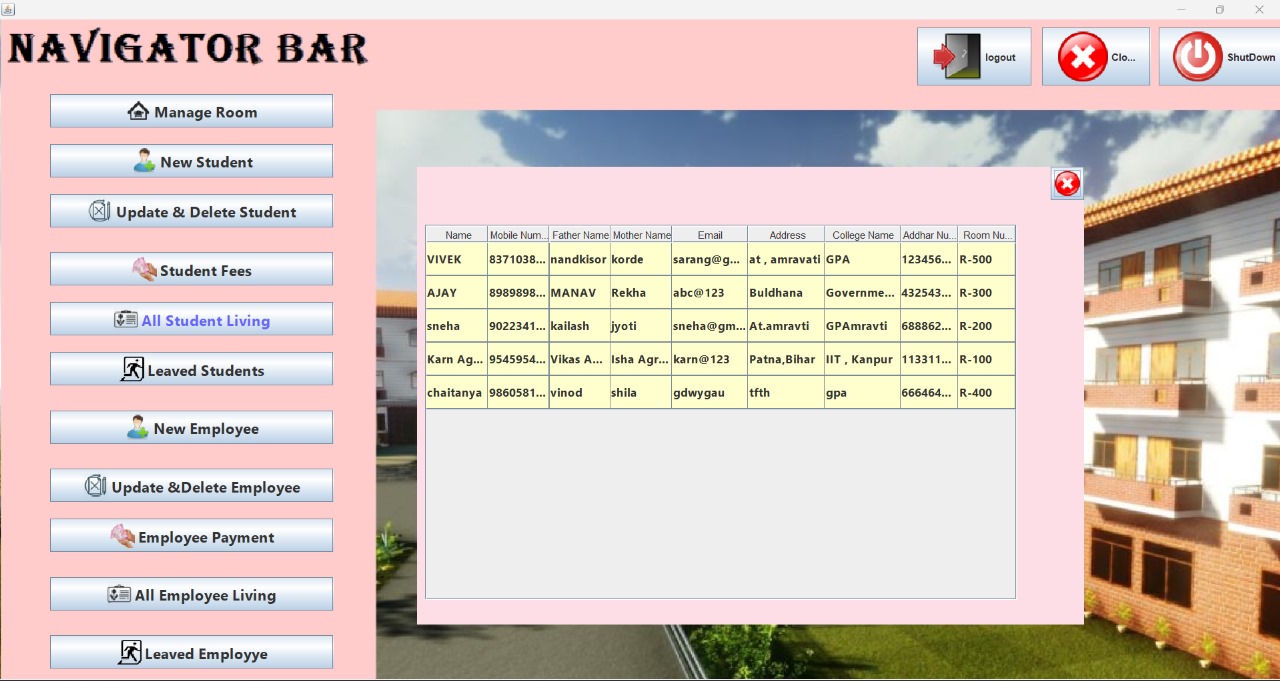 NAVIGATOR BAR
logout
Clo...
ShutDown
Manage Room
New Student
Update & Delete Student
Student Fees
All Student Living
Leaved Students
New Employee
Update &Delete Employee
Employee Payment
All Employee Living
Leaved Employye
Name Mobile Num... Father Name Mother Name Email Address College Name Addhar Nu... Room Nu...
VIVEK 8371038... nandkisor korde sarang@g... at , amravati GPA 123456... R-500
AJAY 8989898... MANAV Rekha abc@123 Buldhana Governme... 432543... R-300
sneha 9022341... kailash jyoti sneha@gm... At.amravti GPAmravti 688862... R-200
Karn Ag... 9545954... Vikas A... Isha Agr... karn@123 Patna,Bihar IIT , Kanpur 113311... R-100
chaitanya 9860581... vinod shila gdwygau tfth gpa 666464... R-400